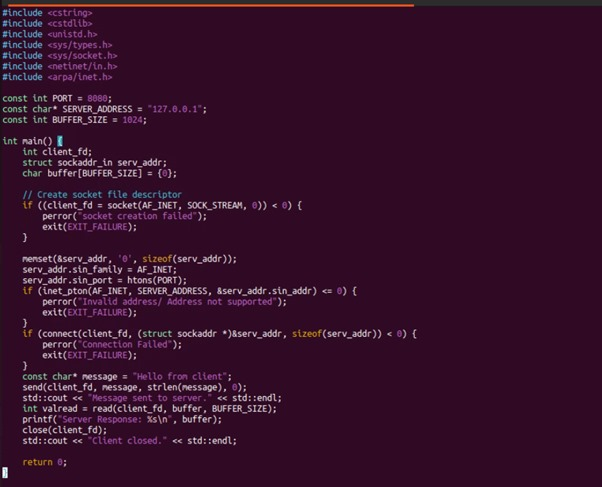 #include <cstring>
#include <cstdlib>
#include <unistd.h>
#include <sys/types.h>
#include <sys/socket.h>
#include <netinet/in.h>
#include <arpa/inet.h>

const int PORT = 8080;
const char* SERVER_ADDRESS = "127.0.0.1";
const int BUFFER_SIZE = 1024;

int main() {
    int client_fd;
    struct sockaddr_in serv_addr;
    char buffer[BUFFER_SIZE] = {0};

    // Create socket file descriptor
    if ((client_fd = socket(AF_INET, SOCK_STREAM, 0)) < 0) {
        perror("socket creation failed");
        exit(EXIT_FAILURE);
    }

    memset(&serv_addr, '0', sizeof(serv_addr));
    serv_addr.sin_family = AF_INET;
    serv_addr.sin_port = htons(PORT);
    if (inet_pton(AF_INET, SERVER_ADDRESS, &serv_addr.sin_addr) <= 0) {
        perror("Invalid address/ Address not supported");
        exit(EXIT_FAILURE);
    }
    if (connect(client_fd, (struct sockaddr *)&serv_addr, sizeof(serv_addr)) < 0) {
        perror("Connection Failed");
        exit(EXIT_FAILURE);
    }
    const char* message = "Hello from client";
    send(client_fd, message, strlen(message), 0);
    std::cout << "Message sent to server." << std::endl;
    int valread = read(client_fd, buffer, BUFFER_SIZE);
    printf("Server Response: %s\n", buffer);
    close(client_fd);
    std::cout << "Client closed." << std::endl;

    return 0;
}